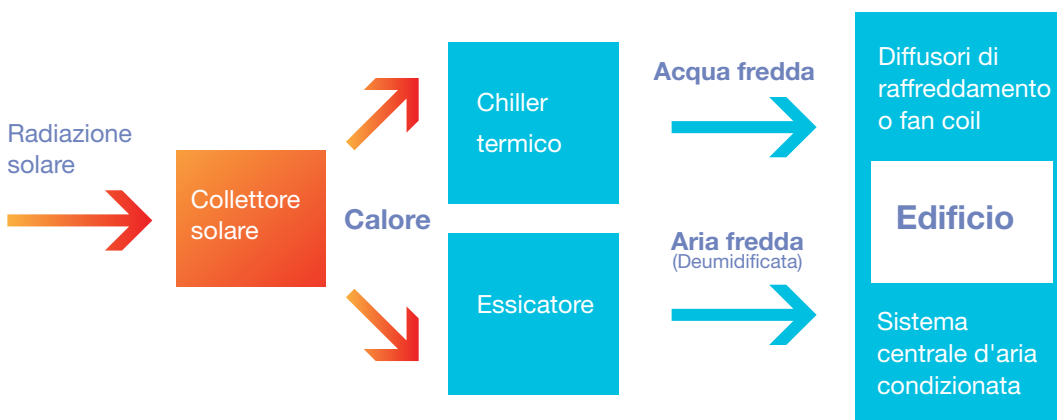 Radiazione
solare
Collettore
solare
Calore
Chiller
termico
Essicatore
Acqua fredda
Aria fredda
(Deumidificata)
Diffusori di
raffreddamento
o fan coil
Edificio
Sistema
centrale d'aria
condizionata